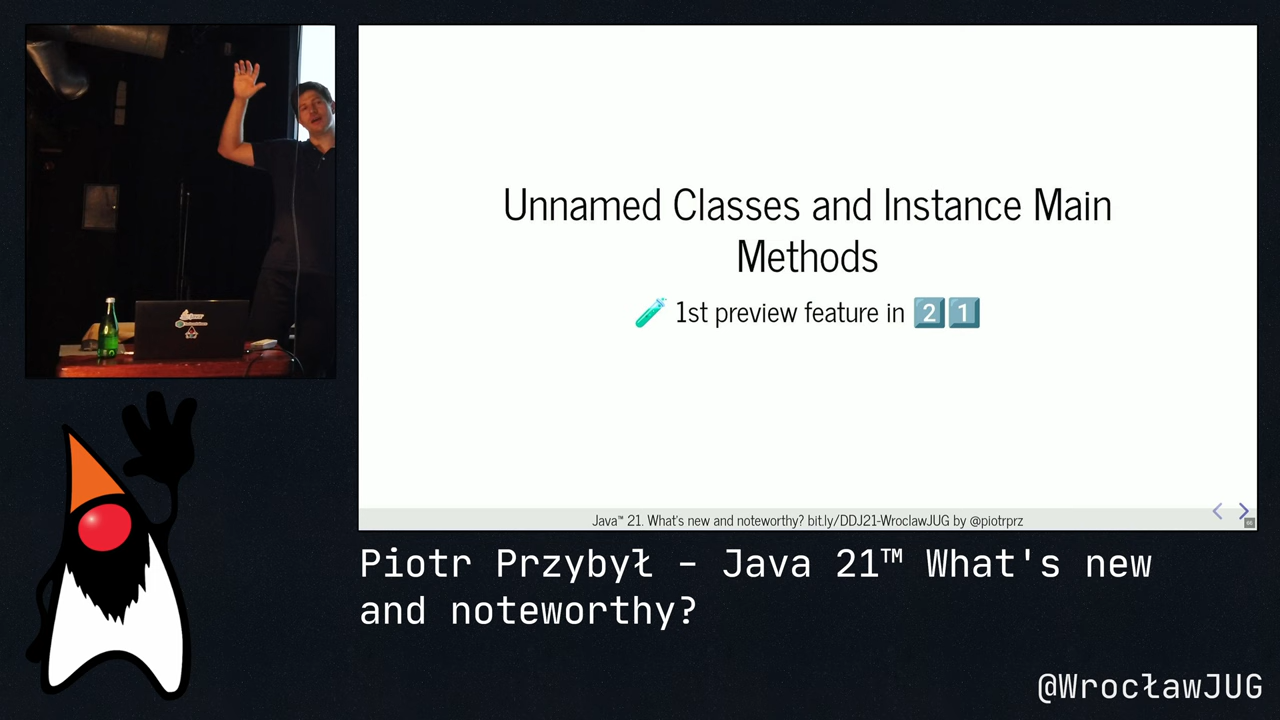 Unnamed Classes and Instance Main
Methods
🧪 1st preview feature in 2️⃣1️⃣
Java™ 21. What's new and noteworthy? bit.ly/DDJ21-WroclawJUG by @piotrprz
Piotr Przybył - Java 21™ What's new
and noteworthy?
@WrocławJUG